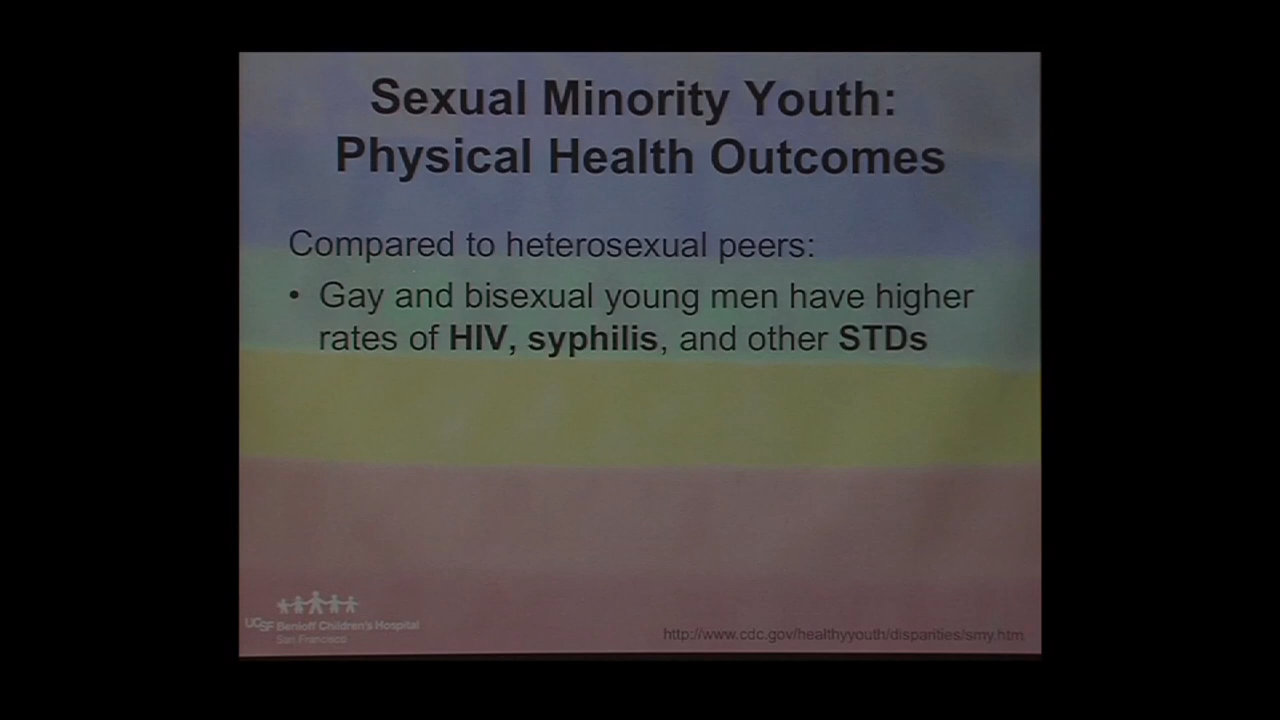 Sexual Minority Youth:
Physical Health Outcomes
Compared to heterosexual peers:
• Gay and bisexual young men have higher
rates of HIV, syphilis, and other STDs
UCSF Benioff Children's Hospital
San Francisco
http://www.cdc.gov/healthyyouth/disparities/smy.htm